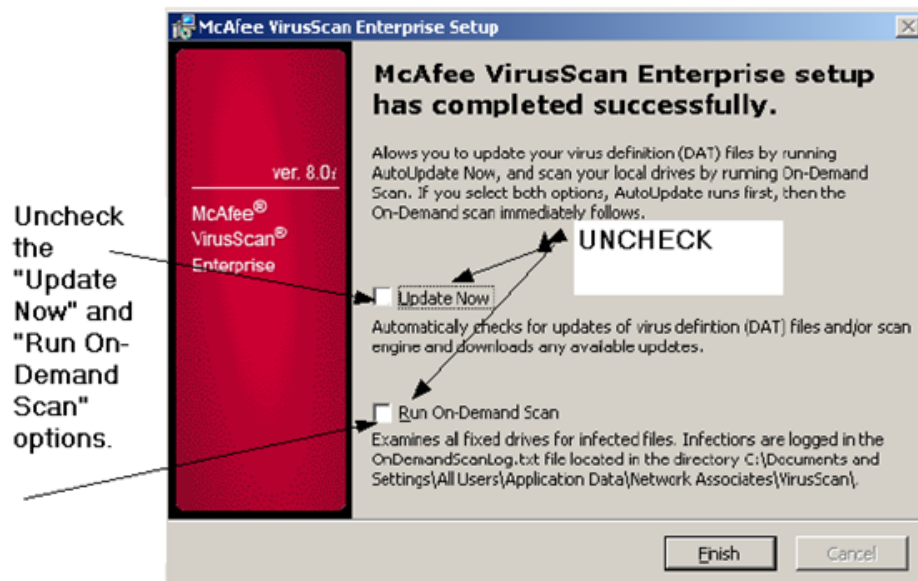 McAfee VirusScan Enterprise Setup
McAfee VirusScan Enterprise setup
has completed successfully.
Allows you to update your virus definition (DAT) files by running
AutoUpdate Now, and scan your local drives by running On-Demand
Scan. If you select both options, AutoUpdate runs first, then the
On-Demand scan immediately follows.
ver. 8.0i
McAfee®
VirusScan®
Enterprise
Uncheck
the
"Update
Now" and
"Run On-
Demand
Scan"
options.
UNCHECK
Update Now
Automatically checks for updates of virus defintion (DAT) files and/or scan
engine and downloads any available updates.
Run On-Demand Scan
Examines all fixed drives for infected files. Infections are logged in the
OnDemandScanLog.txt file located in the directory C:\Documents and
Settings\All Users\Application Data\Network Associates\VirusScan\.
Finish
Cancel